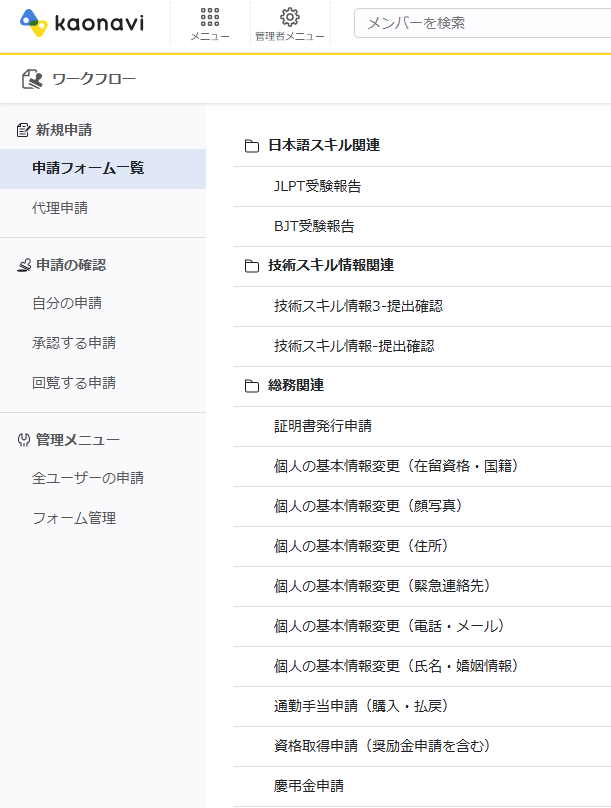 kaonavi
メニュー
管理者メニュー
メンバーを検索
ワークフロー
新規申請
申請フォーム一覧
代理申請
申請の確認
自分の申請
承認する申請
回覧する申請
管理メニュー
全ユーザーの申請
フォーム管理
日本語スキル関連
JLPT受験報告
BJT受験報告
技術スキル情報関連
技術スキル情報3-提出確認
技術スキル情報-提出確認
総務関連
証明書発行申請
個人の基本情報変更（在留資格・国籍）
個人の基本情報変更（顔写真）
個人の基本情報変更（住所）
個人の基本情報変更（緊急連絡先）
個人の基本情報変更（電話・メール）
個人の基本情報変更（氏名・婚姻情報）
通勤手当申請（購入・払戻）
資格取得申請（奨励金申請を含む）
慶弔金申請